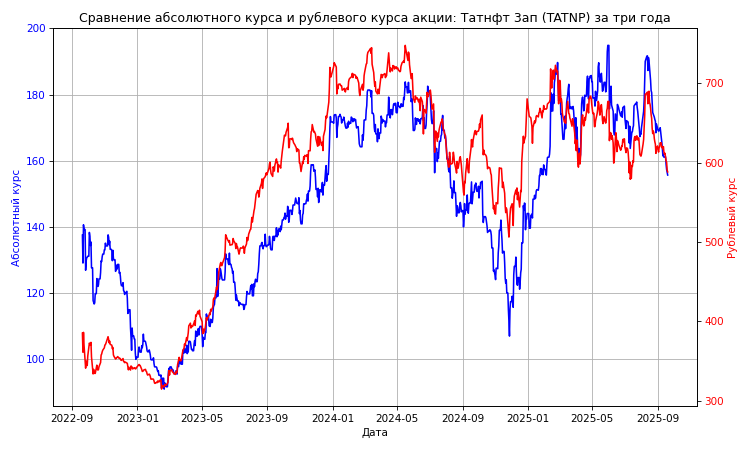 Сравнение абсолютного курса и рублевого курса акции: Татнфт 3ап (TATNP) за три года
200
180
160
140
120
100
Абсолютный курс
700
600
500
400
300
Рублевый курс
2022-09 2023-01 2023-05 2023-09 2024-01 2024-05 2024-09 2025-01 2025-05 2025-09
Дата